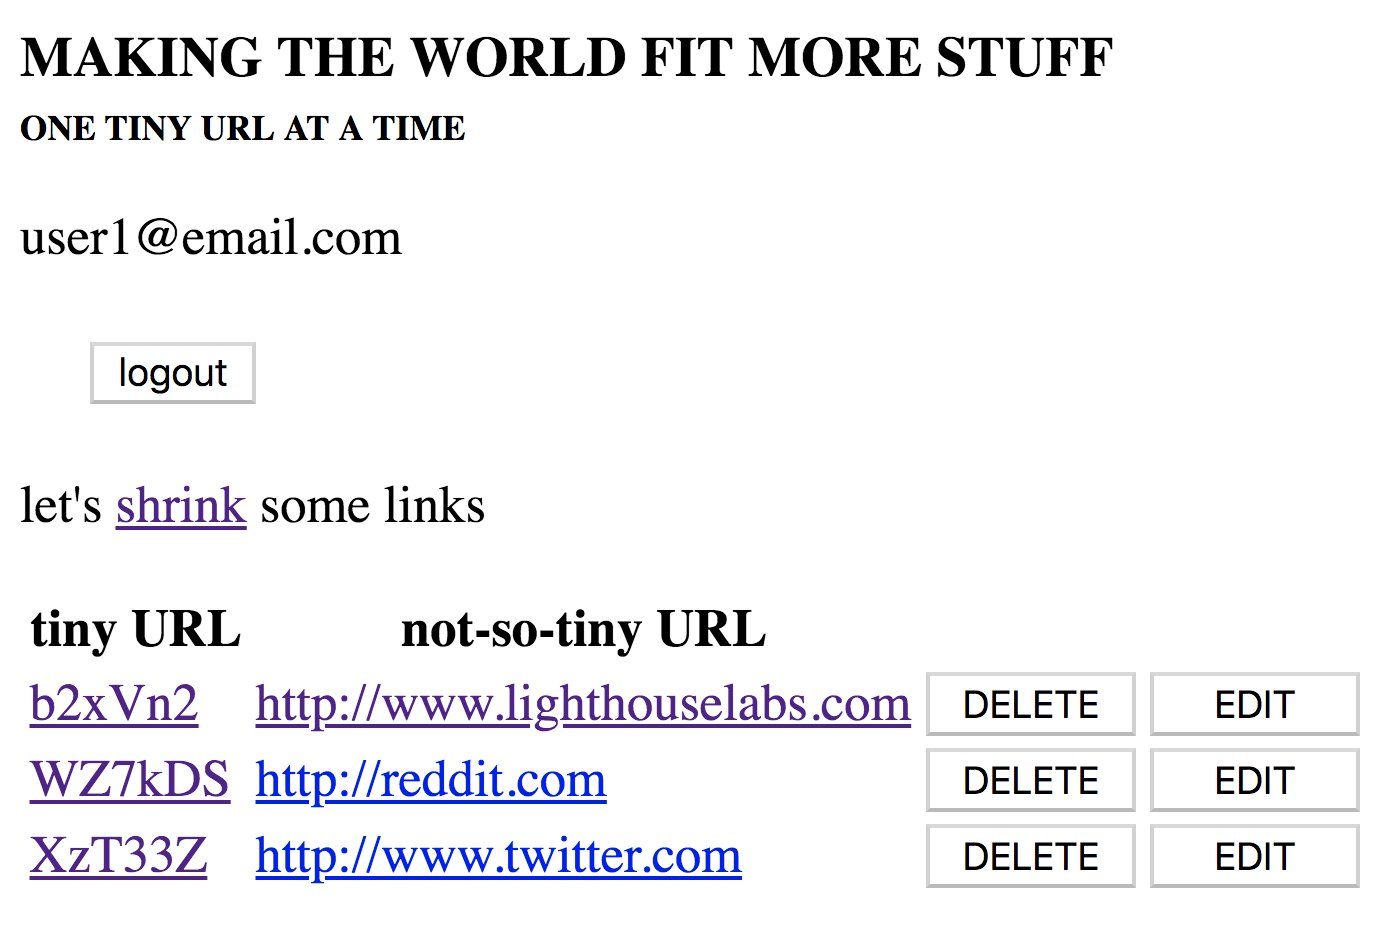 MAKING THE WORLD FIT MORE STUFF
ONE TINY URL AT A TIME
user1@email.com
logout
let's shrink some links
tiny URL not-so-tiny URL
b2xVn2 http://www.lighthouselabs.com DELETE EDIT
WZ7kDS http://reddit.com DELETE EDIT
XzT33Z http://www.twitter.com DELETE EDIT